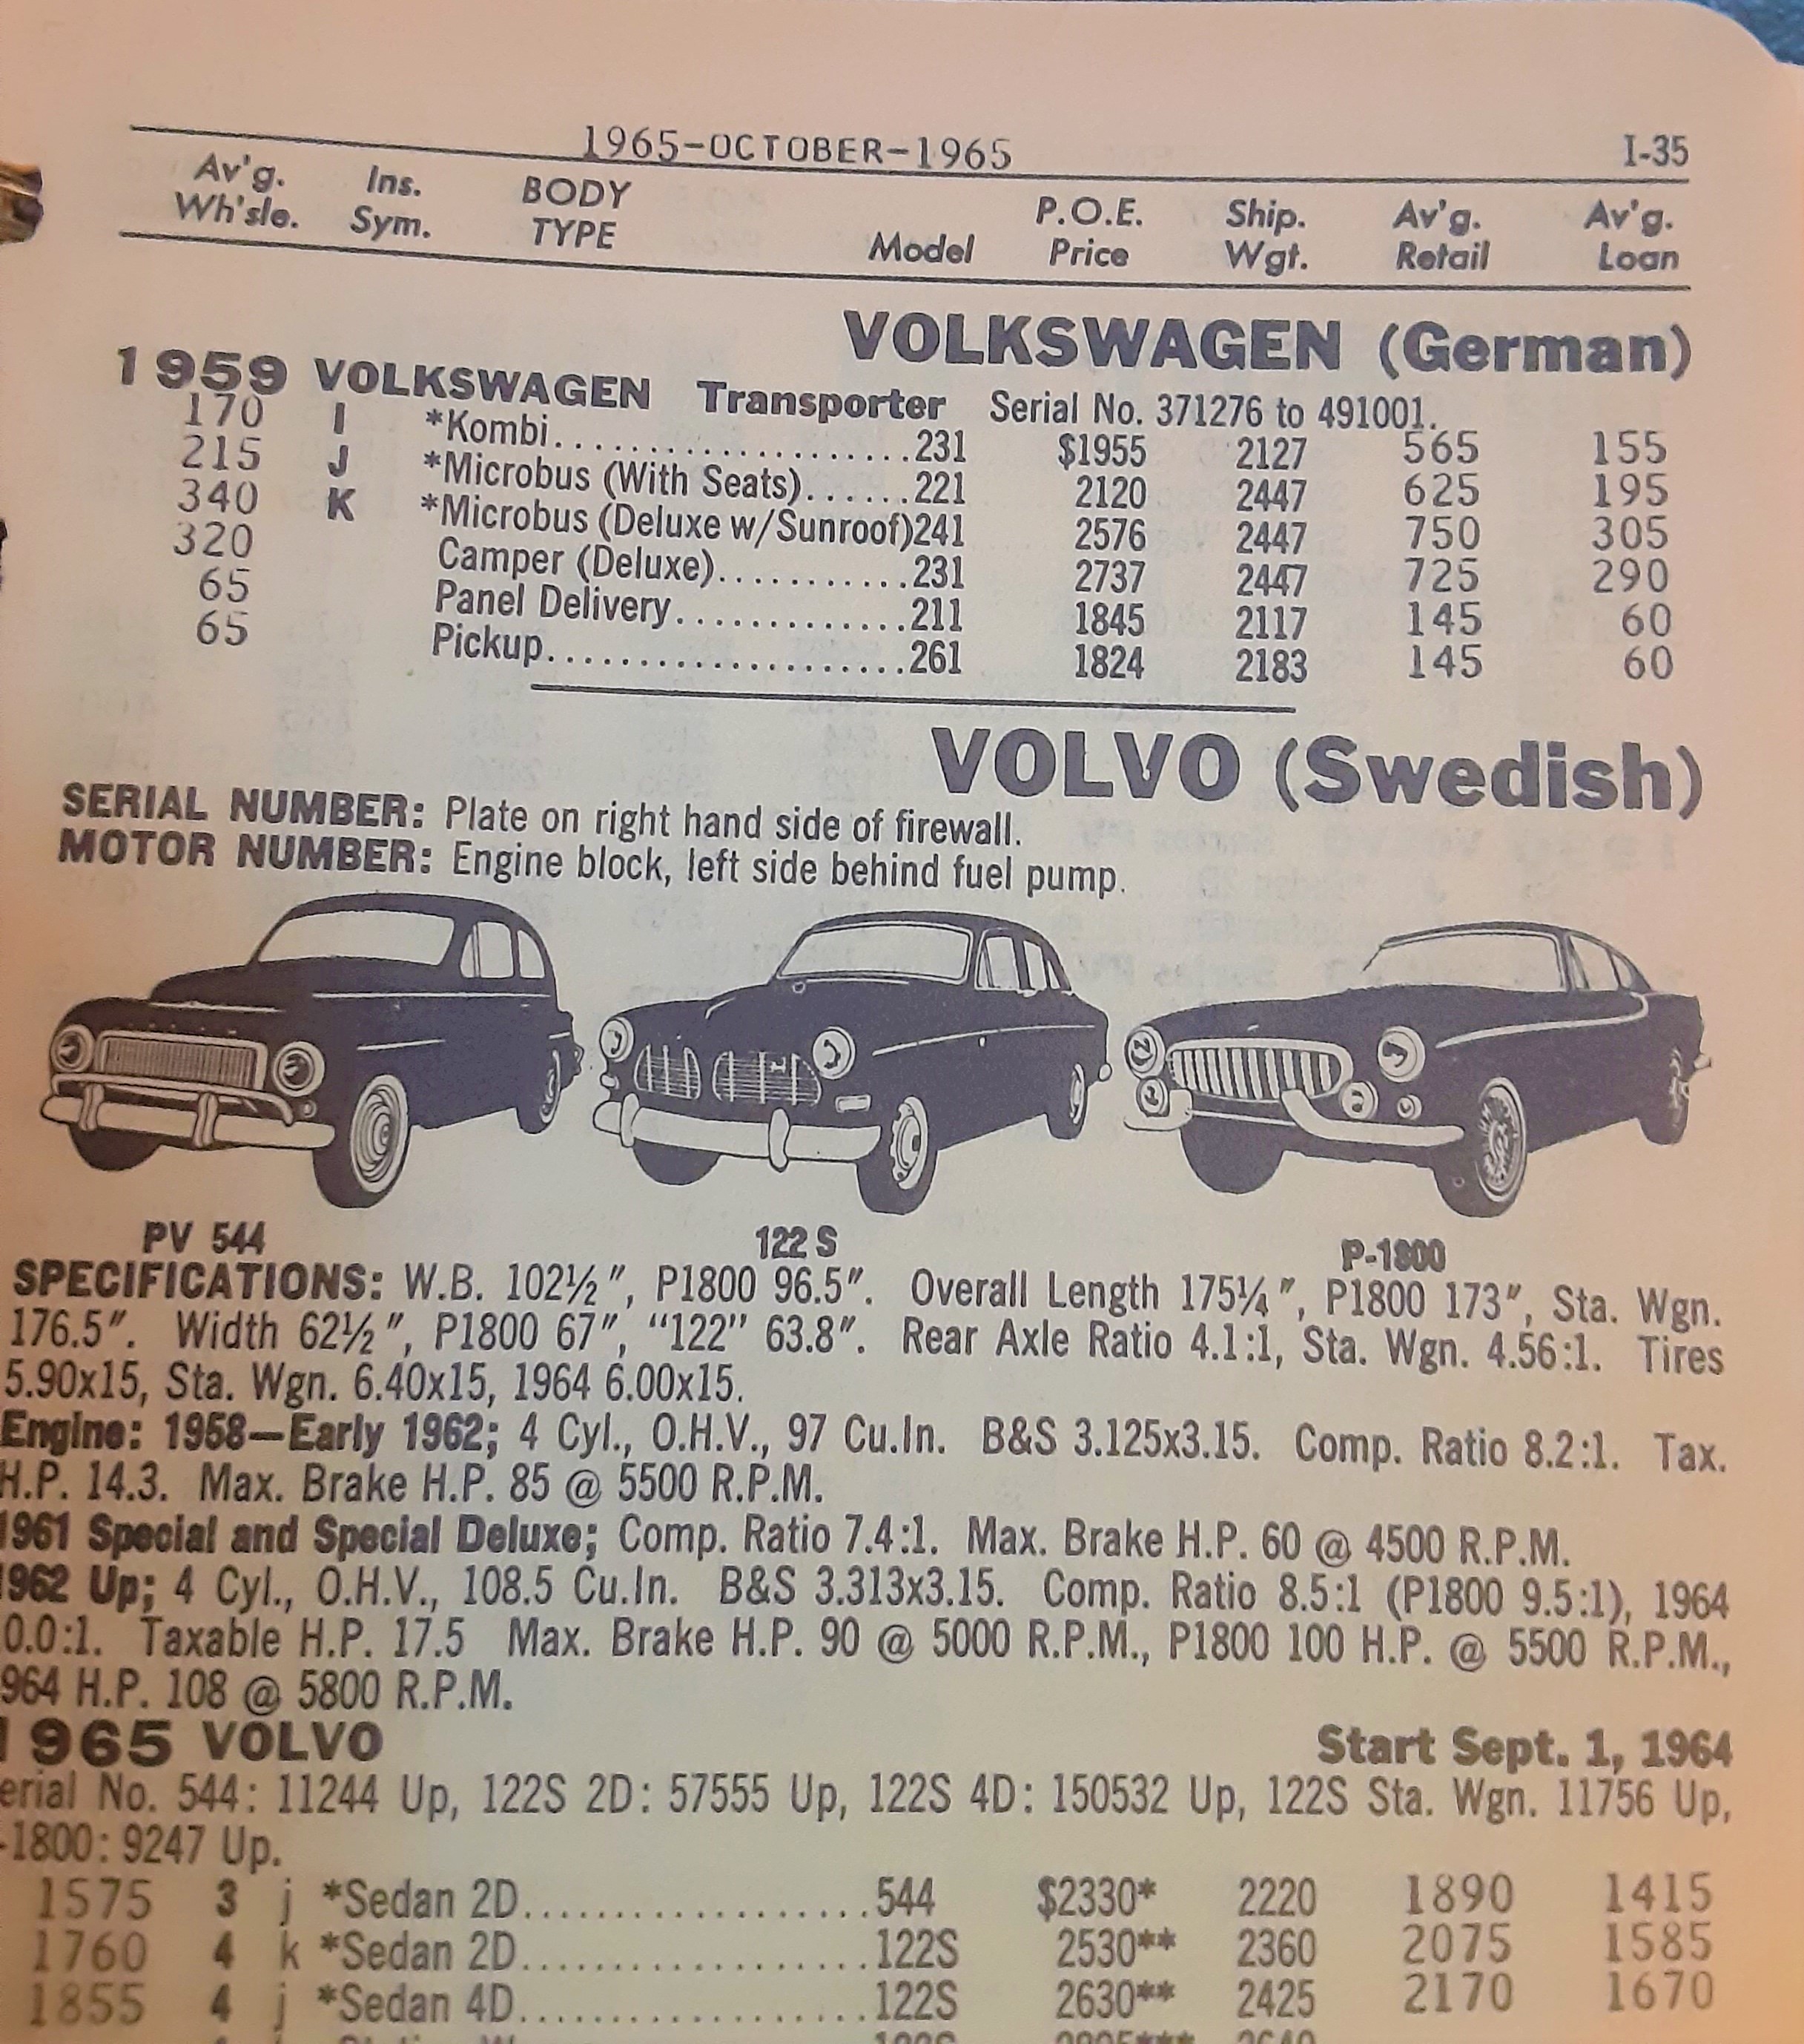 1965-OCTOBER-1965 I-35
Av'g. Wh'sle. Ins. Sym. BODY TYPE Model P.O.E. Price Ship. Wgt. Av'g. Retail Av'g. Loan
VOLKSWAGEN (German)
1959 VOLKSWAGEN Transporter Serial No. 371276 to 491001.
170 I *Kombi....................231 $1955 2127 565 155
215 J *Microbus (With Seats)......221 2120 2447 625 195
340 K *Microbus (Deluxe w/Sunroof)241 2576 2447 750 305
320 Camper (Deluxe)...........231 2737 2447 725 290
65 Panel Delivery.............211 1845 2117 145 60
65 Pickup....................261 1824 2183 145 60
VOLVO (Swedish)
SERIAL NUMBER: Plate on right hand side of firewall.
MOTOR NUMBER: Engine block, left side behind fuel pump.
PV 544 122 S P-1800
SPECIFICATIONS: W.B. 102½", P1800 96.5". Overall Length 175¼", P1800 173", Sta. Wgn.
176.5". Width 62½", P1800 67", "122" 63.8". Rear Axle Ratio 4.1:1, Sta. Wgn. 4.56:1. Tires
5.90x15, Sta. Wgn. 6.40x15, 1964 6.00x15.
Engine: 1958—Early 1962; 4 Cyl., O.H.V., 97 Cu.In. B&S 3.125x3.15. Comp. Ratio 8.2:1. Tax.
H.P. 14.3. Max. Brake H.P. 85 @ 5500 R.P.M.
1961 Special and Special Deluxe; Comp. Ratio 7.4:1. Max. Brake H.P. 60 @ 4500 R.P.M.
1962 Up; 4 Cyl., O.H.V., 108.5 Cu.In. B&S 3.313x3.15. Comp. Ratio 8.5:1 (P1800 9.5:1), 1964
0.0:1. Taxable H.P. 17.5 Max. Brake H.P. 90 @ 5000 R.P.M., P1800 100 H.P. @ 5500 R.P.M.,
964 H.P. 108 @ 5800 R.P.M.
1965 VOLVO Start Sept. 1, 1964
erial No. 544: 11244 Up, 122S 2D: 57555 Up, 122S 4D: 150532 Up, 122S Sta. Wgn. 11756 Up,
-1800: 9247 Up.
1575 3 j *Sedan 2D...................544 $2330* 2220 1890 1415
1760 4 k *Sedan 2D...................122S 2530** 2360 2075 1585
1855 4 j *Sedan 4D...................122S 2630** 2425 2170 1670